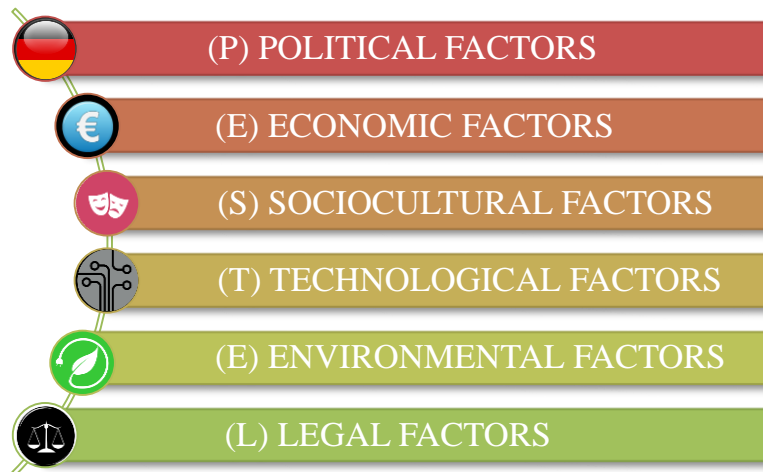 (P) POLITICAL FACTORS
€
(E) ECONOMIC FACTORS
(S) SOCIOCULTURAL FACTORS
(T) TECHNOLOGICAL FACTORS
(E) ENVIRONMENTAL FACTORS
(L) LEGAL FACTORS